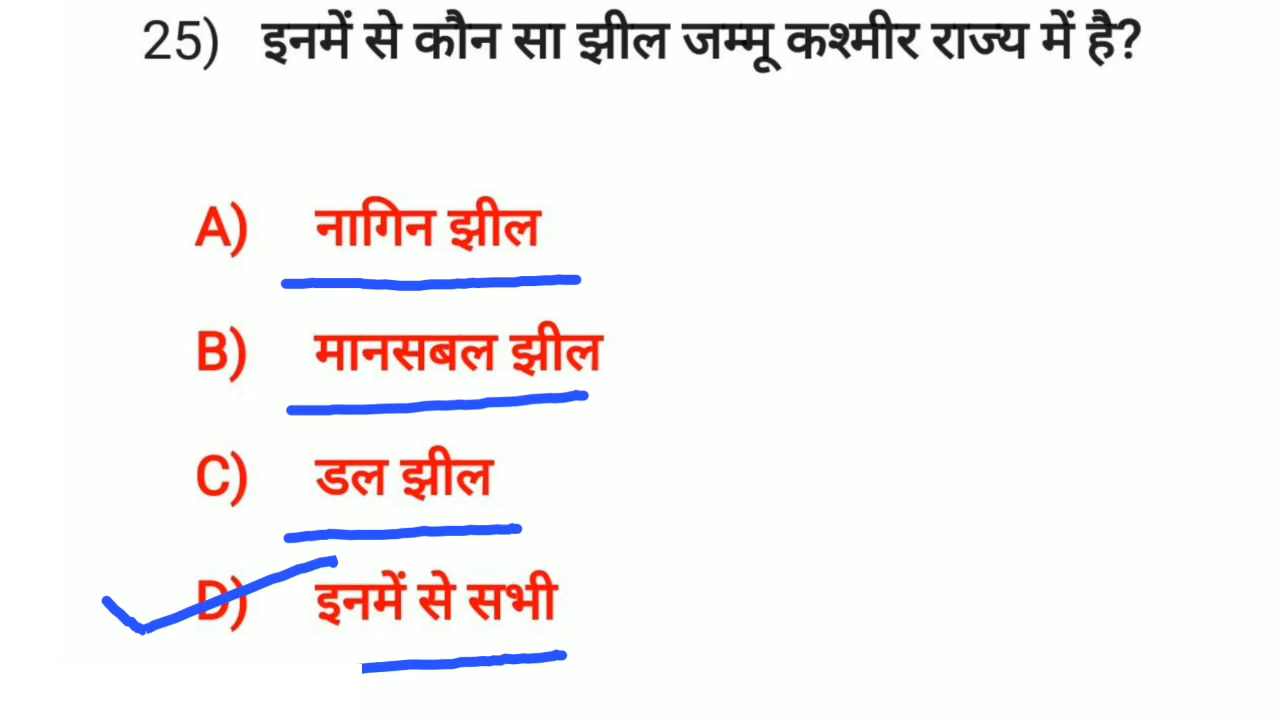 25) इनमें से कौन सा झील जम्मू कश्मीर राज्य में है?
A) नागिन झील
B) मानसबल झील
C) डल झील
D) इनमें से सभी